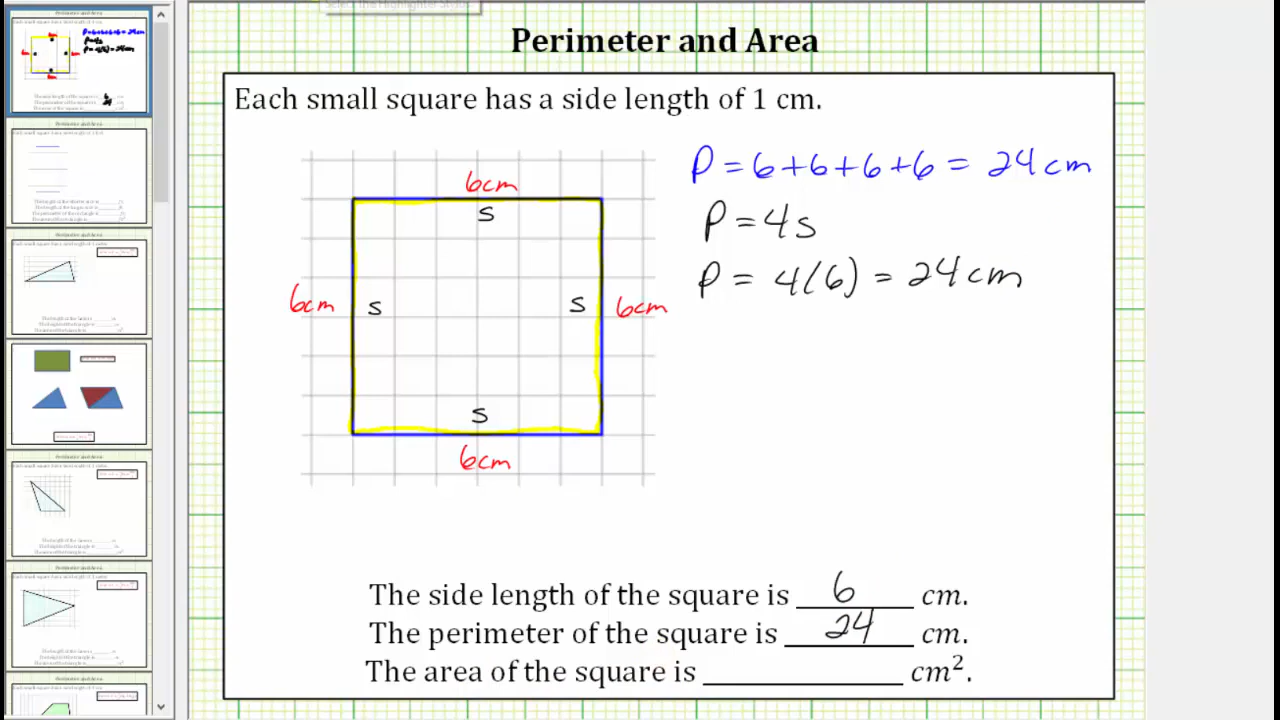 Perimeter and Area
Each small square has a side length of 1 cm.
P = 6+6+6+6 = 24 cm
6cm
s
P = 4s
P = 4(6) = 24 cm
6cm s s 6cm
s
6cm
The side length of the square is 6 cm.
The perimeter of the square is 24 cm.
The area of the square is ____________ cm².